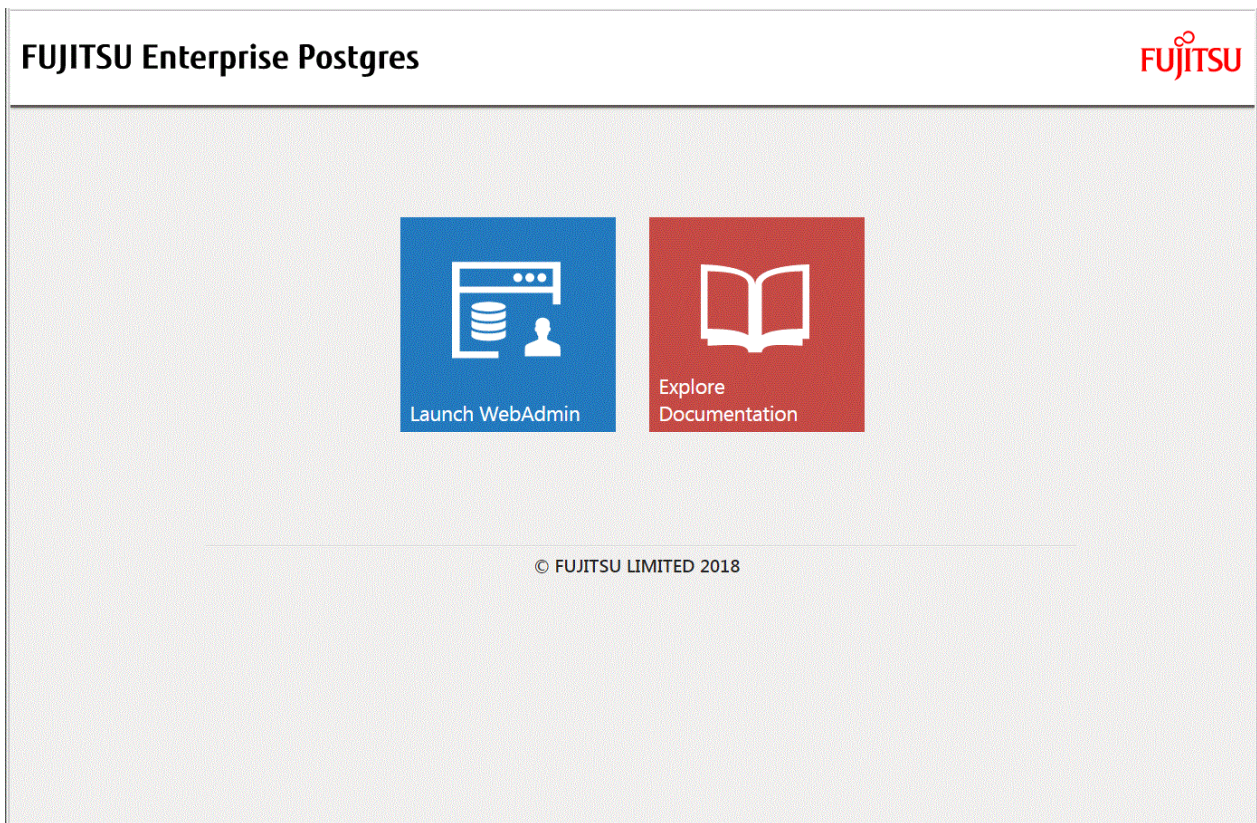 FUJITSU Enterprise Postgres
FUJITSU
Launch WebAdmin
Explore
Documentation
© FUJITSU LIMITED 2018